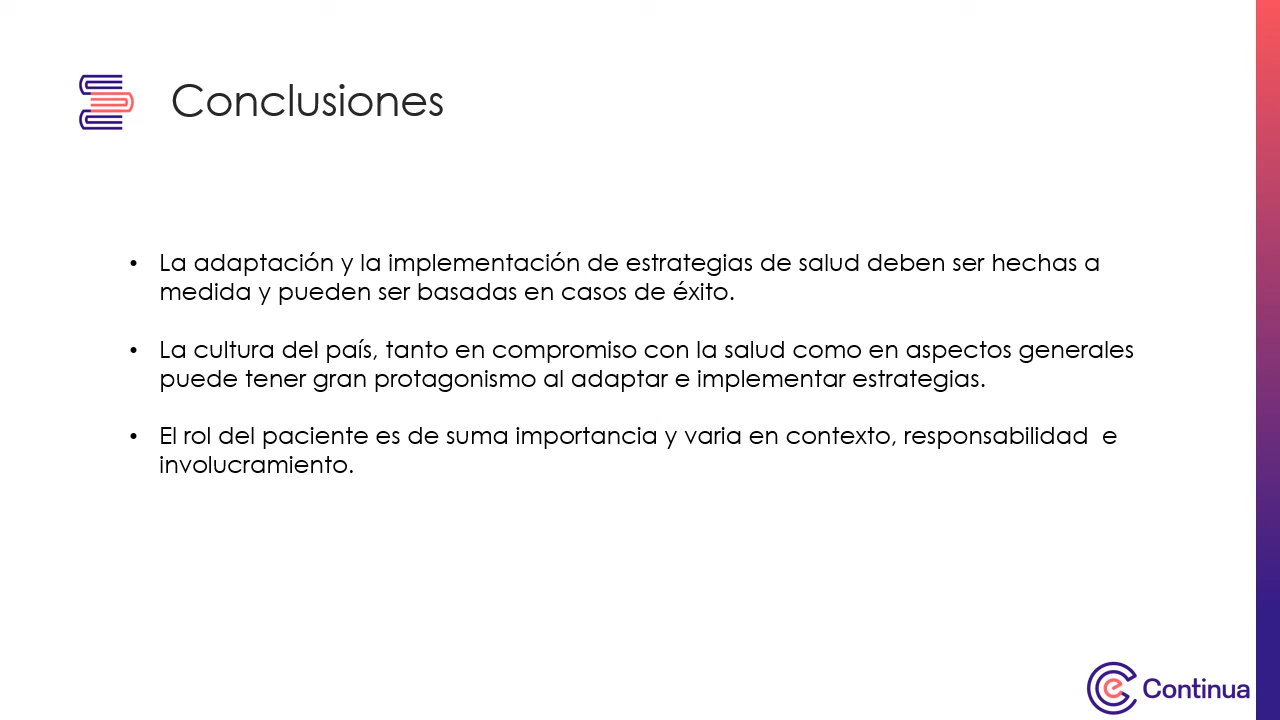 Conclusiones
• La adaptación y la implementación de estrategias de salud deben ser hechas a
medida y pueden ser basadas en casos de éxito.
• La cultura del país, tanto en compromiso con la salud como en aspectos generales
puede tener gran protagonismo al adaptar e implementar estrategias.
• El rol del paciente es de suma importancia y varia en contexto, responsabilidad  e
involucramiento.
Continua